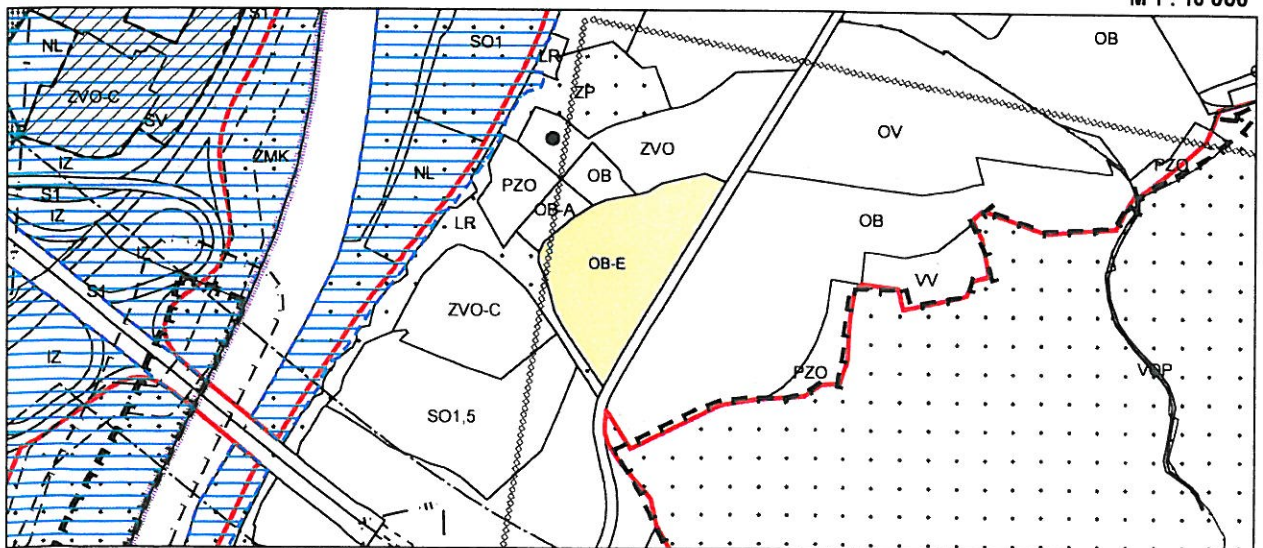 M 1 : 10 000
S1
SO1
OB
NL
LR
ZP
ZVO-C
SV
OV
ZMK
ZVO
IZ
PZO
NL
PZO
OB
S1
OB-A
IZ
LR
OB
OB-E
VV
S1
ZVO-C
IZ
PZO
VOP
SO1,5